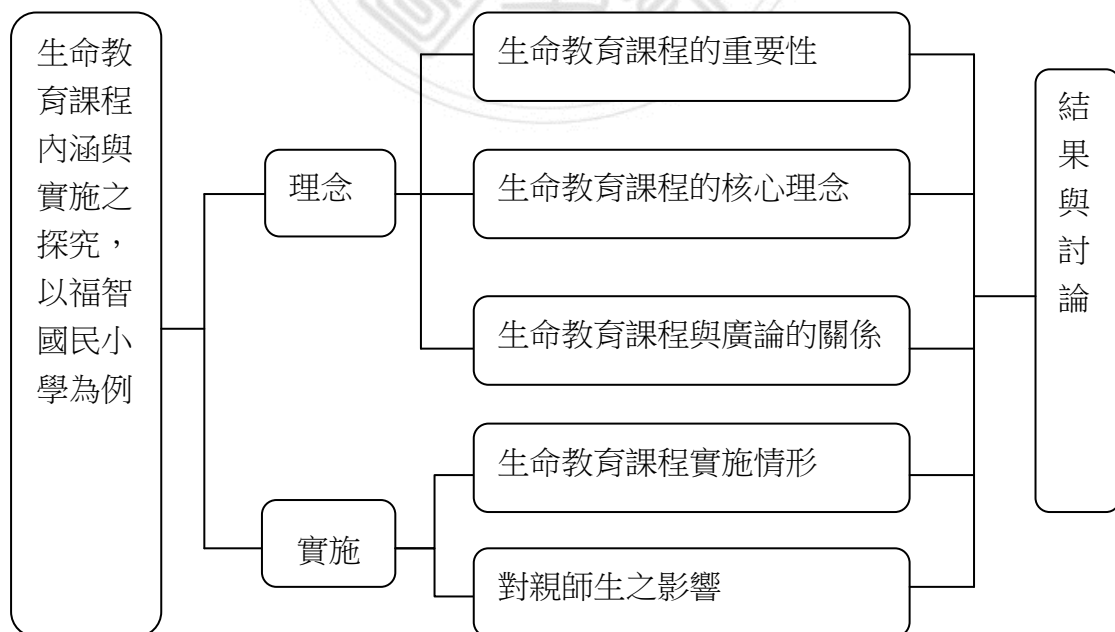 生命教
育課程
內涵與
實施之
探究，
以福智
國民小
學為例
理念
實施
生命教育課程的重要性
生命教育課程的核心理念
生命教育課程與廣論的關係
生命教育課程實施情形
對親師生之影響
結
果
與
討
論